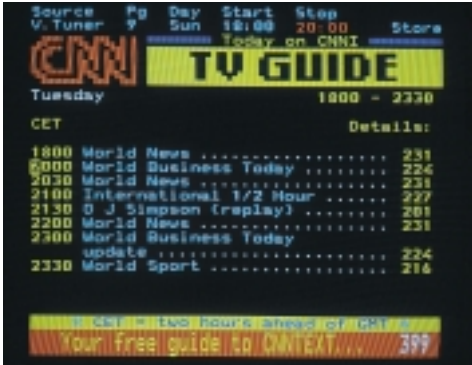 Source Pg Day Start Stop
V.Tuner 9 Sun 18:00 20:00 Store
Today on CNNI
CNN TV GUIDE
Tuesday 1800 - 2330
CET Details:
1800 World News .................. 231
2000 World Business Today ........ 224
2030 World News .................. 231
2100 International 1/2 Hour ...... 227
2130 O J Simpson (replay) ........ 201
2200 World News .................. 231
2300 World Business Today
update ...................... 224
2330 World Sport ................. 216
CET = two hours ahead of GMT
Your free guide to CNNTEXT... 399